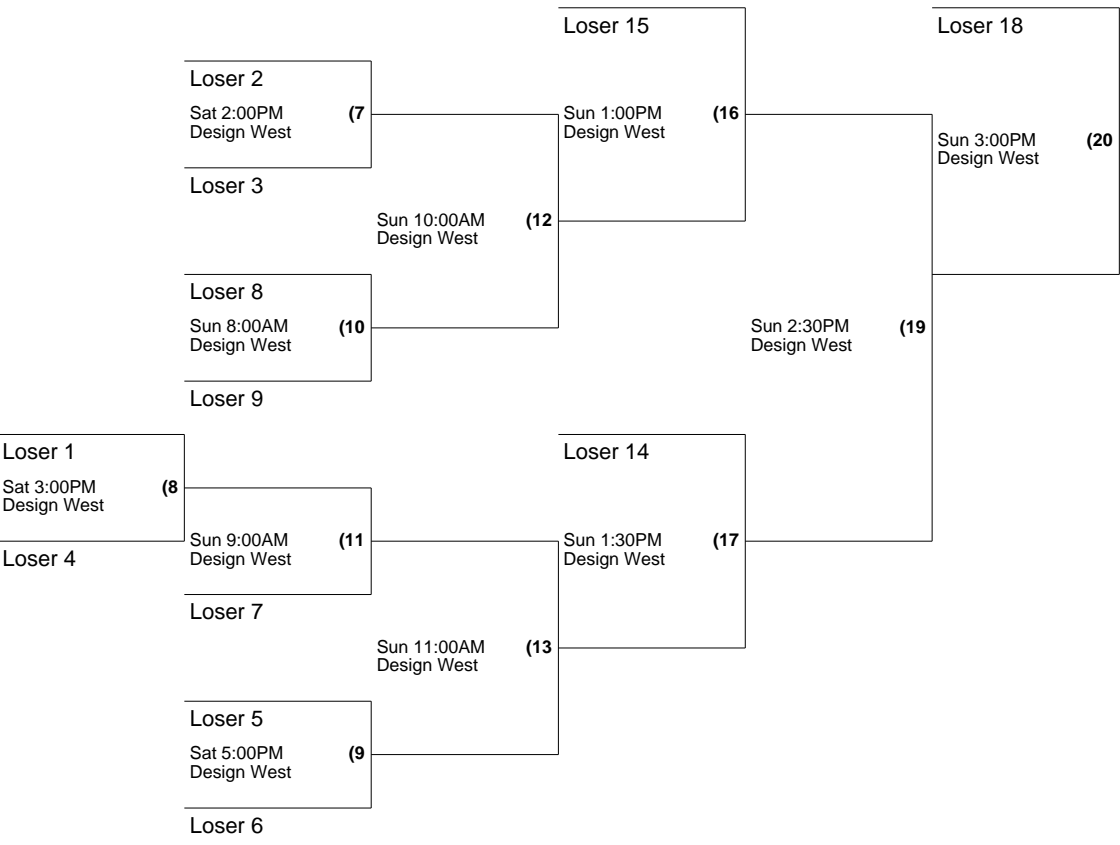 Loser 15
Loser 18
Loser 2
Sat 2:00PM (7
Design West
Sun 1:00PM (16
Design West
Sun 3:00PM (20
Design West
Loser 3
Sun 10:00AM (12
Design West
Loser 8
Sun 8:00AM (10
Design West
Sun 2:30PM (19
Design West
Loser 9
Loser 1
Loser 14
Sat 3:00PM (8
Design West
Sun 9:00AM (11
Design West
Sun 1:30PM (17
Design West
Loser 4
Loser 7
Sun 11:00AM (13
Design West
Loser 5
Sat 5:00PM (9
Design West
Loser 6